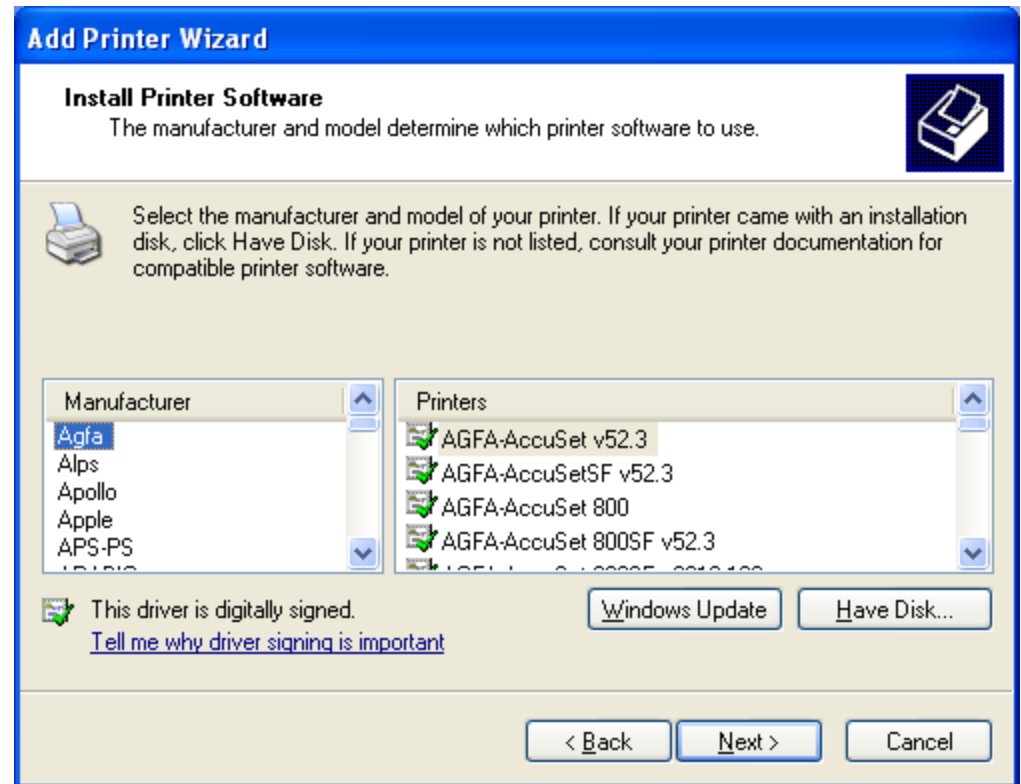 Add Printer Wizard
Install Printer Software
The manufacturer and model determine which printer software to use.
Select the manufacturer and model of your printer. If your printer came with an installation
disk, click Have Disk. If your printer is not listed, consult your printer documentation for
compatible printer software.
Manufacturer
Agfa
Alps
Apollo
Apple
APS-PS
Printers
AGFA-AccuSet v52.3
AGFA-AccuSetSF v52.3
AGFA-AccuSet 800
AGFA-AccuSet 800SF v52.3
This driver is digitally signed.
Tell me why driver signing is important
Windows Update
Have Disk...
< Back
Next >
Cancel